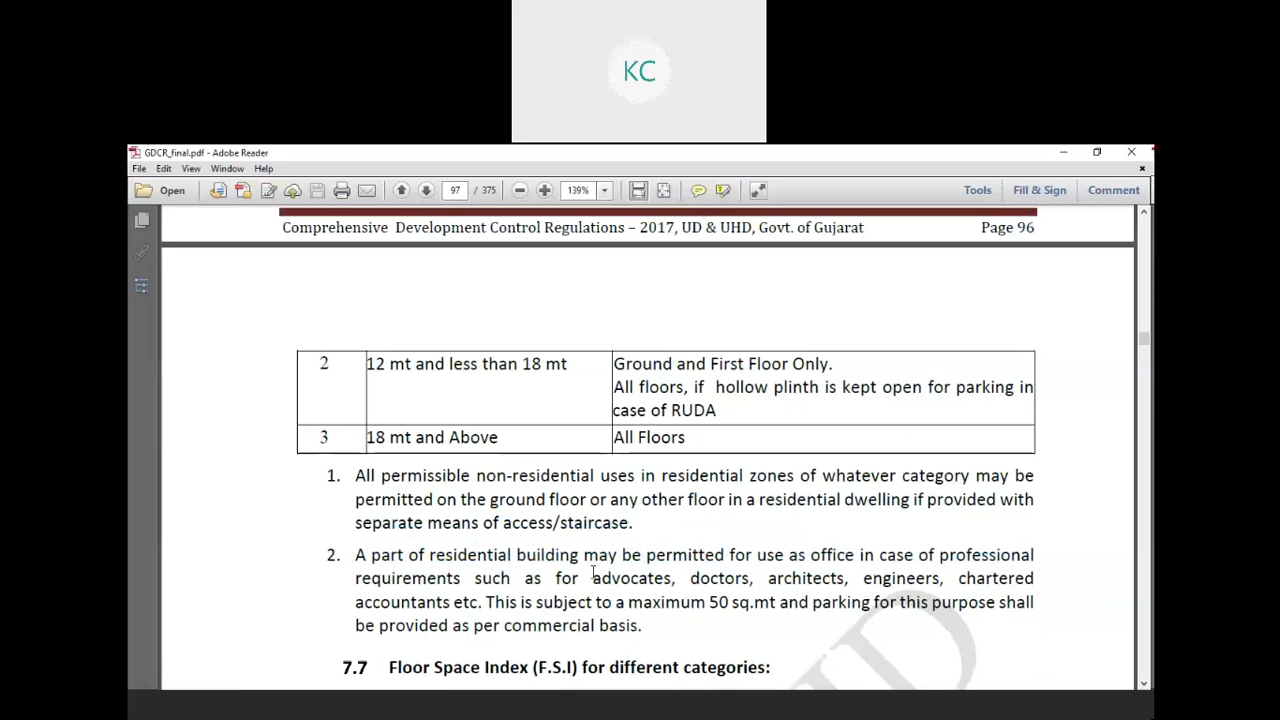 KC
GDCR_final.pdf - Adobe Reader
File Edit View Window Help
Open 97 / 375 139% Tools Fill & Sign Comment
Comprehensive Development Control Regulations – 2017, UD & UHD, Govt. of Gujarat Page 96
2 12 mt and less than 18 mt Ground and First Floor Only.
All floors, if hollow plinth is kept open for parking in
case of RUDA
3 18 mt and Above All Floors
1. All permissible non-residential uses in residential zones of whatever category may be
permitted on the ground floor or any other floor in a residential dwelling if provided with
separate means of access/staircase.
2. A part of residential building may be permitted for use as office in case of professional
requirements such as for advocates, doctors, architects, engineers, chartered
accountants etc. This is subject to a maximum 50 sq.mt and parking for this purpose shall
be provided as per commercial basis.
7.7 Floor Space Index (F.S.I) for different categories: